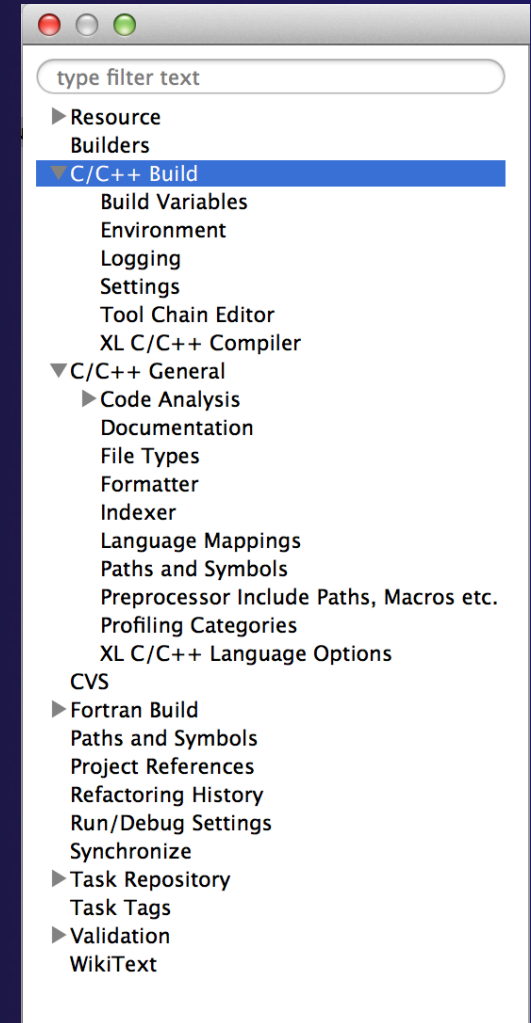 type filter text
Resource
Builders
C/C++ Build
Build Variables
Environment
Logging
Settings
Tool Chain Editor
XL C/C++ Compiler
C/C++ General
Code Analysis
Documentation
File Types
Formatter
Indexer
Language Mappings
Paths and Symbols
Preprocessor Include Paths, Macros etc.
Profiling Categories
XL C/C++ Language Options
CVS
Fortran Build
Paths and Symbols
Project References
Refactoring History
Run/Debug Settings
Synchronize
Task Repository
Task Tags
Validation
WikiText